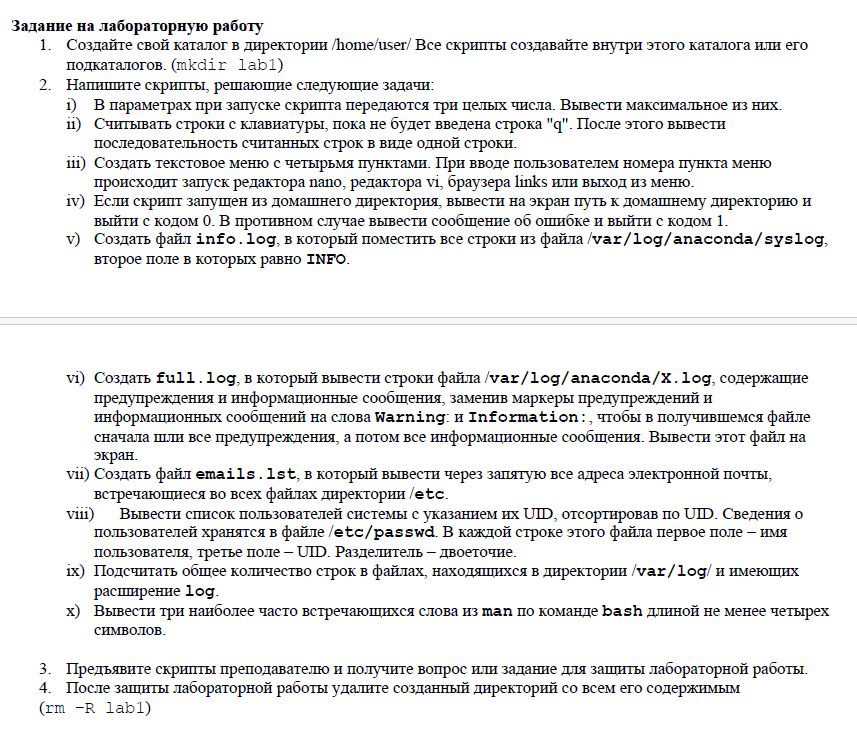 Задание на лабораторную работу
1. Создайте свой каталог в директории /home/user/ Все скрипты создавайте внутри этого каталога или его
подкаталогов. (mkdir lab1)
2. Напишите скрипты, решающие следующие задачи:
i) В параметрах при запуске скрипта передаются три целых числа. Вывести максимальное из них.
ii) Считывать строки с клавиатуры, пока не будет введена строка "q". После этого вывести
последовательность считанных строк в виде одной строки.
iii) Создать текстовое меню с четырьмя пунктами. При вводе пользователем номера пункта меню
происходит запуск редактора nano, редактора vi, браузера links или выход из меню.
iv) Если скрипт запущен из домашнего директория, вывести на экран путь к домашнему директорию и
выйти с кодом 0. В противном случае вывести сообщение об ошибке и выйти с кодом 1.
v) Создать файл info.log, в который поместить все строки из файла /var/log/anaconda/syslog,
второе поле в которых равно INFO.
vi) Создать full.log, в который вывести строки файла /var/log/anaconda/X.log, содержащие
предупреждения и информационные сообщения, заменив маркеры предупреждений и
информационных сообщений на слова Warning: и Information:, чтобы в получившемся файле
сначала шли все предупреждения, а потом все информационные сообщения. Вывести этот файл на
экран.
vii) Создать файл emails.lst, в который вывести через запятую все адреса электронной почты,
встречающиеся во всех файлах директории /etc.
viii) Вывести список пользователей системы с указанием их UID, отсортировав по UID. Сведения о
пользователей хранятся в файле /etc/passwd. В каждой строке этого файла первое поле – имя
пользователя, третье поле – UID. Разделитель – двоеточие.
ix) Подсчитать общее количество строк в файлах, находящихся в директории /var/log/ и имеющих
расширение log.
x) Вывести три наиболее часто встречающихся слова из man по команде bash длиной не менее четырех
символов.
3. Предъявите скрипты преподавателю и получите вопрос или задание для защиты лабораторной работы.
4. После защиты лабораторной работы удалите созданный директорий со всем его содержимым
(rm –R lab1)